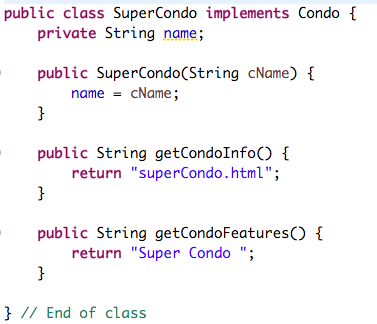 public class SuperCondo implements Condo {
private String name;
public SuperCondo(String cName) {
name = cName;
}
public String getCondoInfo() {
return "superCondo.html";
}
public String getCondoFeatures() {
return "Super Condo ";
}
} // End of class